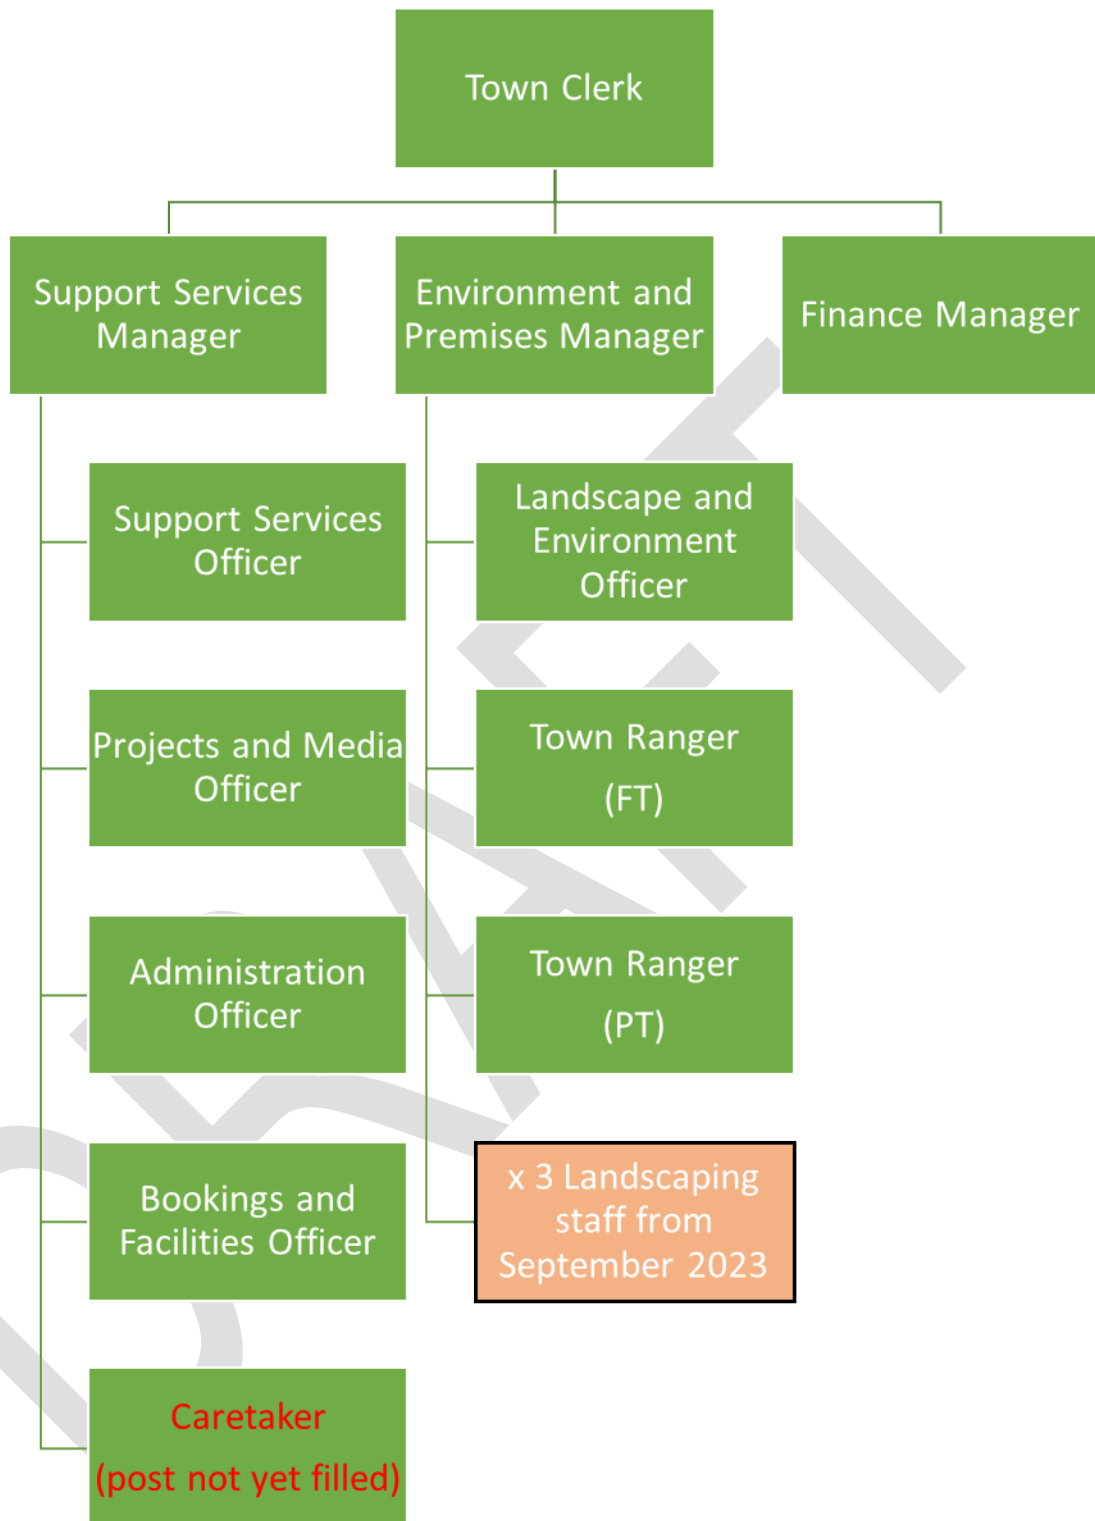 Town Clerk
Support Services
Manager
Environment and
Premises Manager
Finance Manager
Support Services
Officer
Projects and Media
Officer
Administration
Officer
Bookings and
Facilities Officer
Caretaker
(post not yet filled)
Landscape and
Environment
Officer
Town Ranger
(FT)
Town Ranger
(PT)
x 3 Landscaping
staff from
September 2023
DRAFT